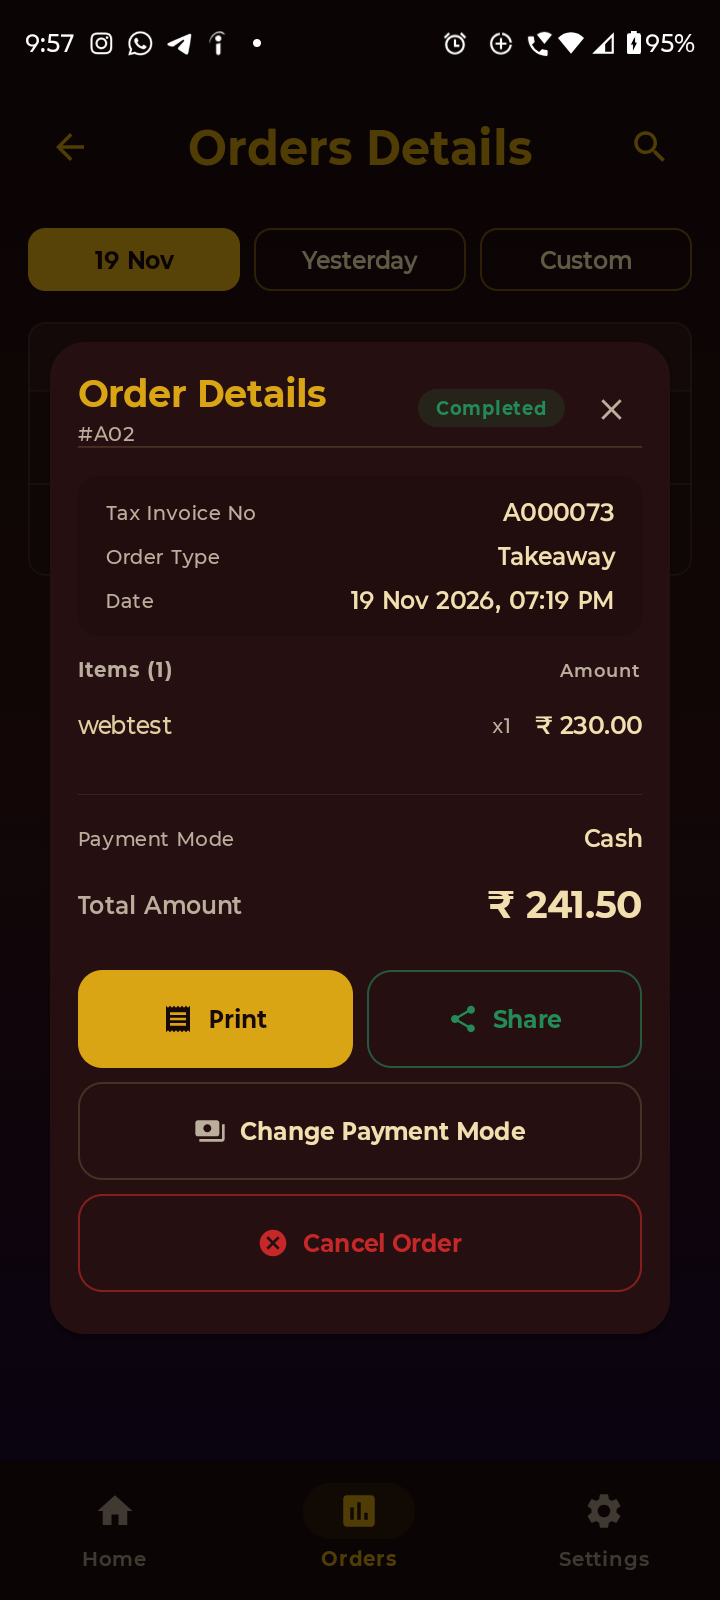 9:57
95%
Orders Details
19 Nov Yesterday Custom
Order Details
Completed
#A02
Tax Invoice No A000073
Order Type Takeaway
Date 19 Nov 2026, 07:19 PM
Items (1) Amount
webtest x1 ₹ 230.00
Payment Mode Cash
Total Amount ₹ 241.50
Print Share
Change Payment Mode
Cancel Order
Home Orders Settings